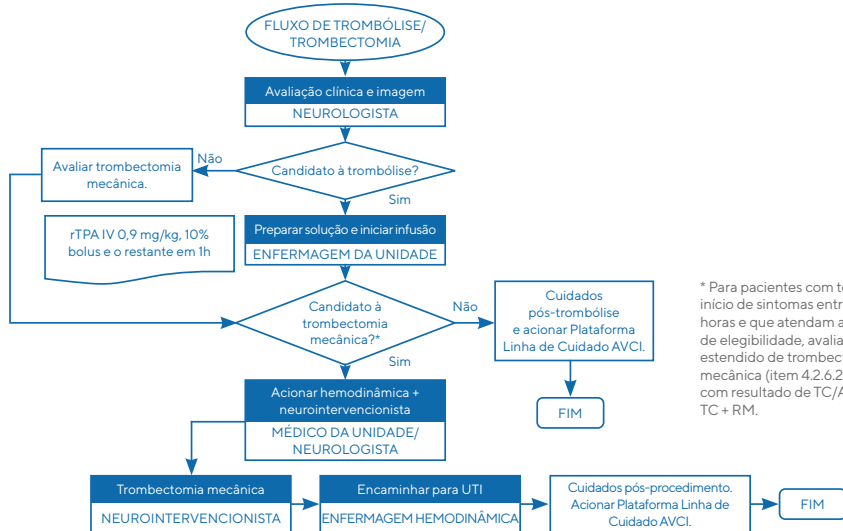 FLUXO DE TROMBÓLISE/
TROMBECTOMIA
Avaliação clínica e imagem
NEUROLOGISTA
Candidato à trombólise?
Não
Avaliar trombectomia
mecânica.
Sim
Preparar solução e iniciar infusão
ENFERMAGEM DA UNIDADE
rTPA IV 0,9 mg/kg, 10%
bolus e o restante em 1h
Candidato à
trombectomia
mecânica?*
Não
Cuidados
pós-trombólise
e acionar Plataforma
Linha de Cuidado AVCI.
FIM
Sim
* Para pacientes com
início de sintomas entr
horas e que atendam a
de elegibilidade, avalia
estendido de trombec
mecânica (item 4.2.6.2
com resultado de TC/A
TC + RM.
Acionar hemodinâmica +
neurointervencionista
MÉDICO DA UNIDADE/
NEUROLOGISTA
Trombectomia mecânica
NEUROINTERVENCIONISTA
Encaminhar para UTI
ENFERMAGEM HEMODINÂMICA
Cuidados pós-procedimento.
Acionar Plataforma Linha de
Cuidado AVCI.
FIM